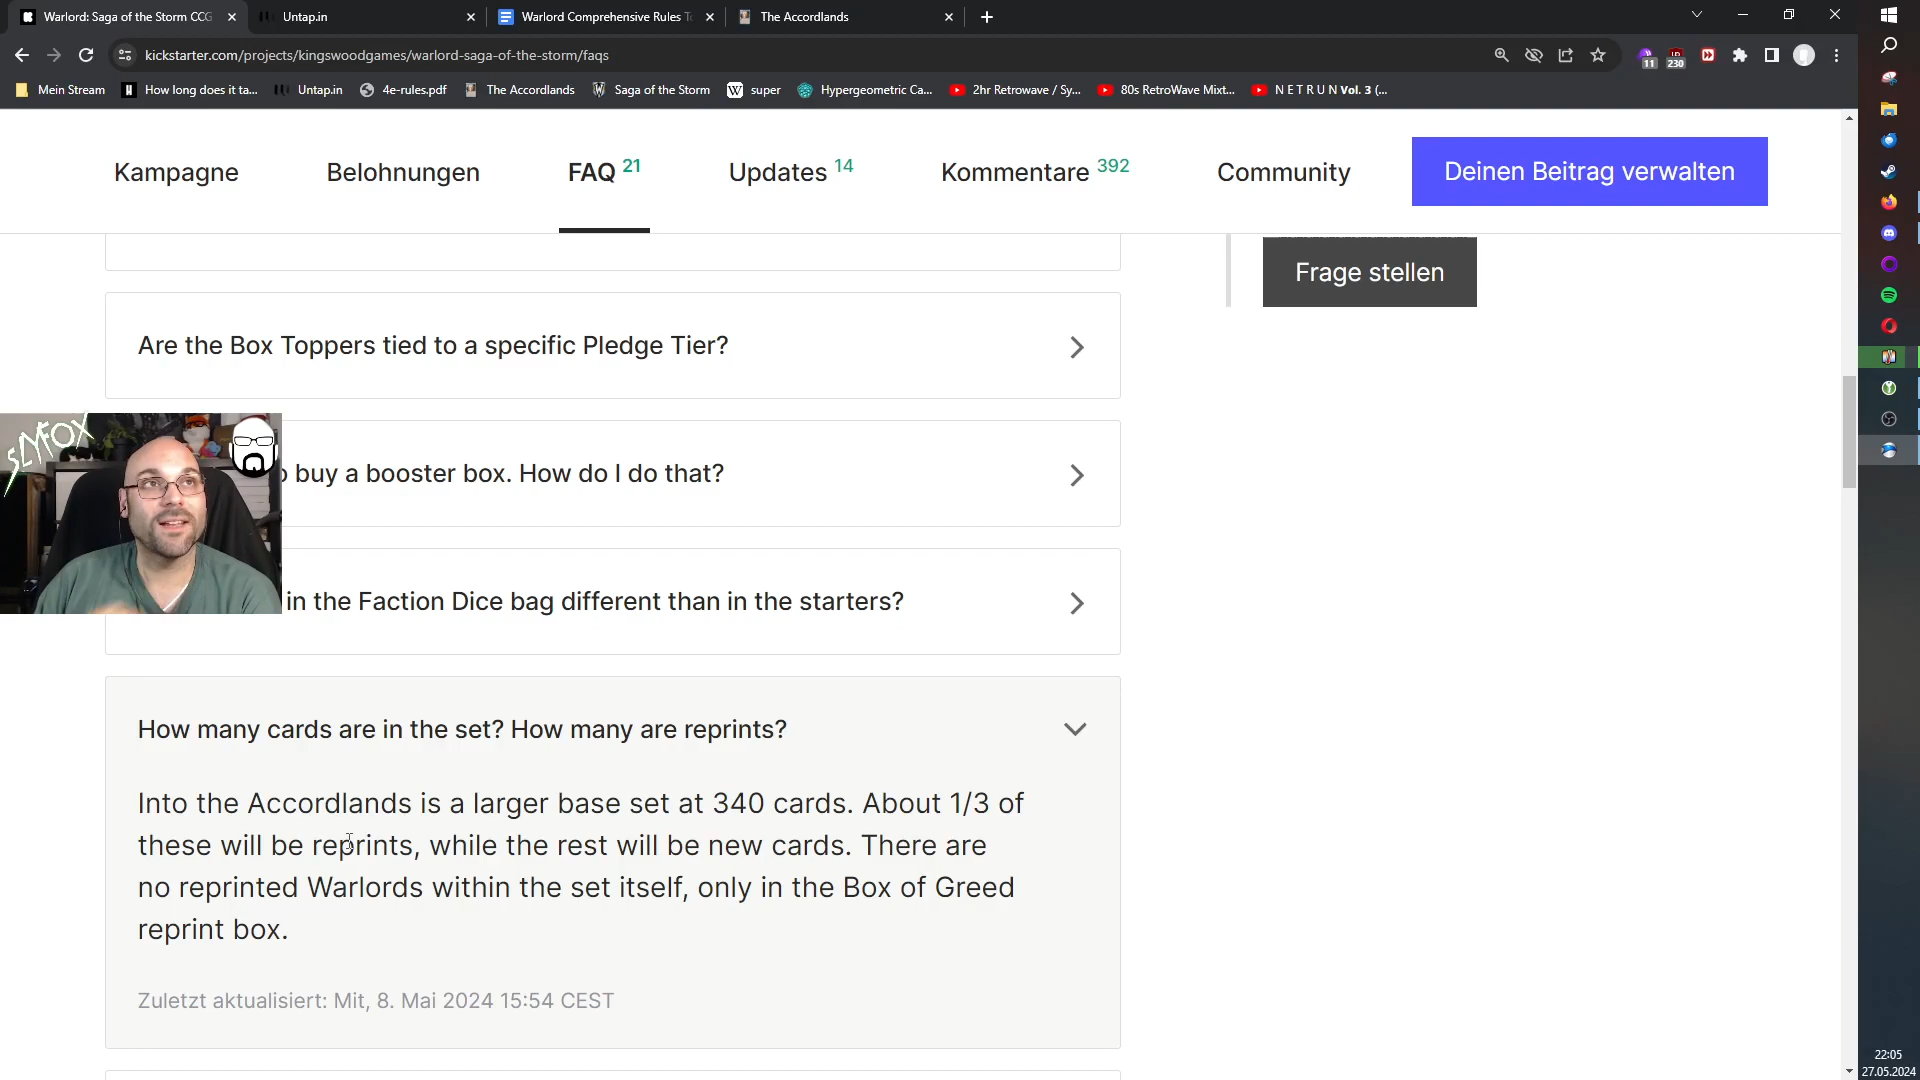 Warlord: Saga of the Storm CCG
Untap.in
Warlord Comprehensive Rules
The Accordlands
kickstarter.com/projects/kingswoodgames/warlord-saga-of-the-storm/faqs
11
230
Mein Stream
How long does it ta...
Untap.in
4e-rules.pdf
The Accordlands
Saga of the Storm
W super
Hypergeometric Ca...
2hr Retrowave / Sy...
80s RetroWave Mixt...
N E T R U N Vol. 3 (...
Kampagne
Belohnungen
FAQ 21
Updates 14
Kommentare 392
Community
Deinen Beitrag verwalten
Frage stellen
Are the Box Toppers tied to a specific Pledge Tier?
SLYFOX
buy a booster box. How do I do that?
in the Faction Dice bag different than in the starters?
How many cards are in the set? How many are reprints?
Into the Accordlands is a larger base set at 340 cards. About 1/3 of
these will be reprints, while the rest will be new cards. There are
no reprinted Warlords within the set itself, only in the Box of Greed
reprint box.
Zuletzt aktualisiert: Mit, 8. Mai 2024 15:54 CEST
22:05
27.05.2024